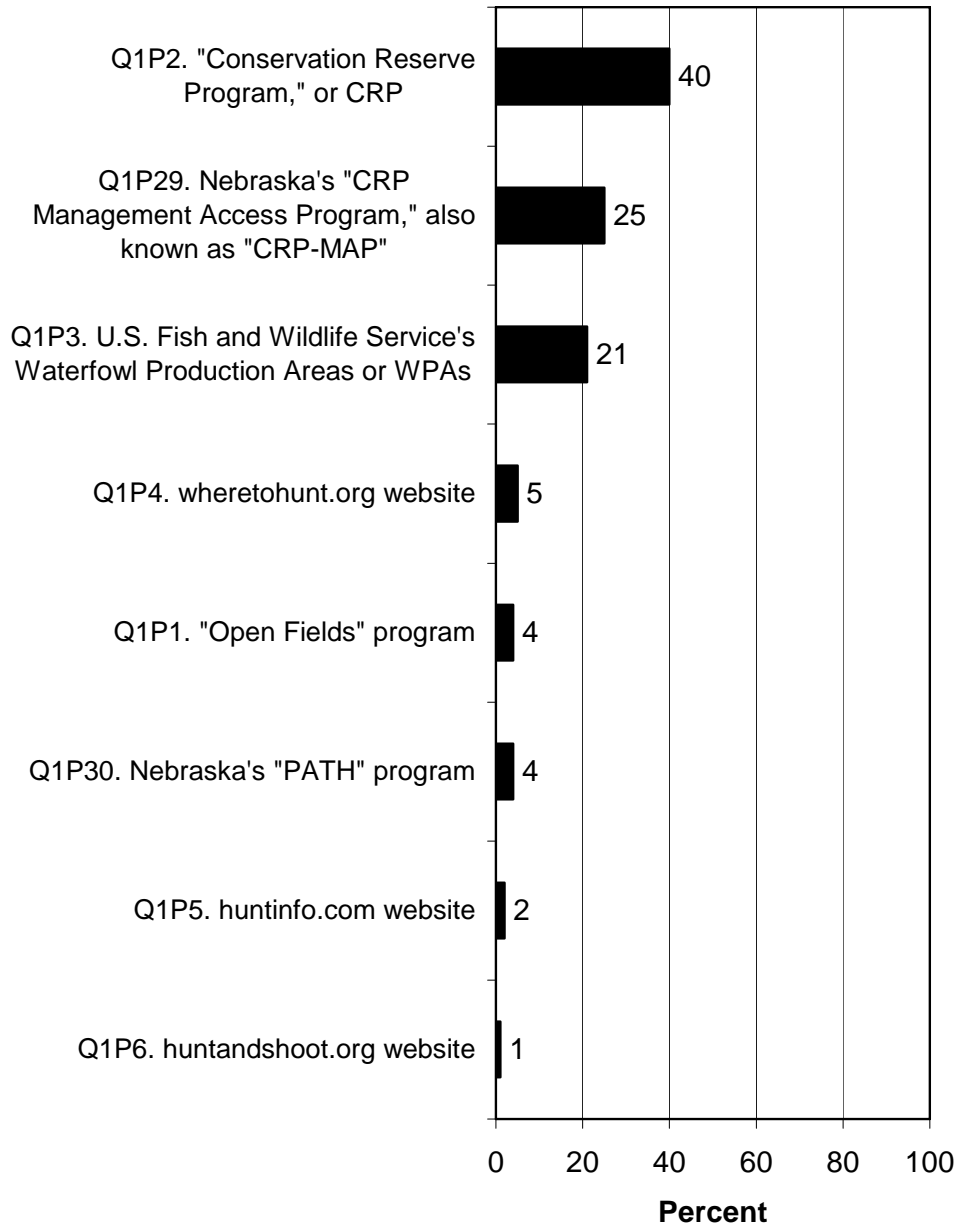 Q1P2. "Conservation Reserve
Program," or CRP
40
Q1P29. Nebraska's "CRP
Management Access Program," also
known as "CRP-MAP"
25
Q1P3. U.S. Fish and Wildlife Service's
Waterfowl Production Areas or WPAs
21
Q1P4. wheretohunt.org website
5
Q1P1. "Open Fields" program
4
Q1P30. Nebraska's "PATH" program
4
Q1P5. huntinfo.com website
2
Q1P6. huntandshoot.org website
1
0 20 40 60 80 100
Percent